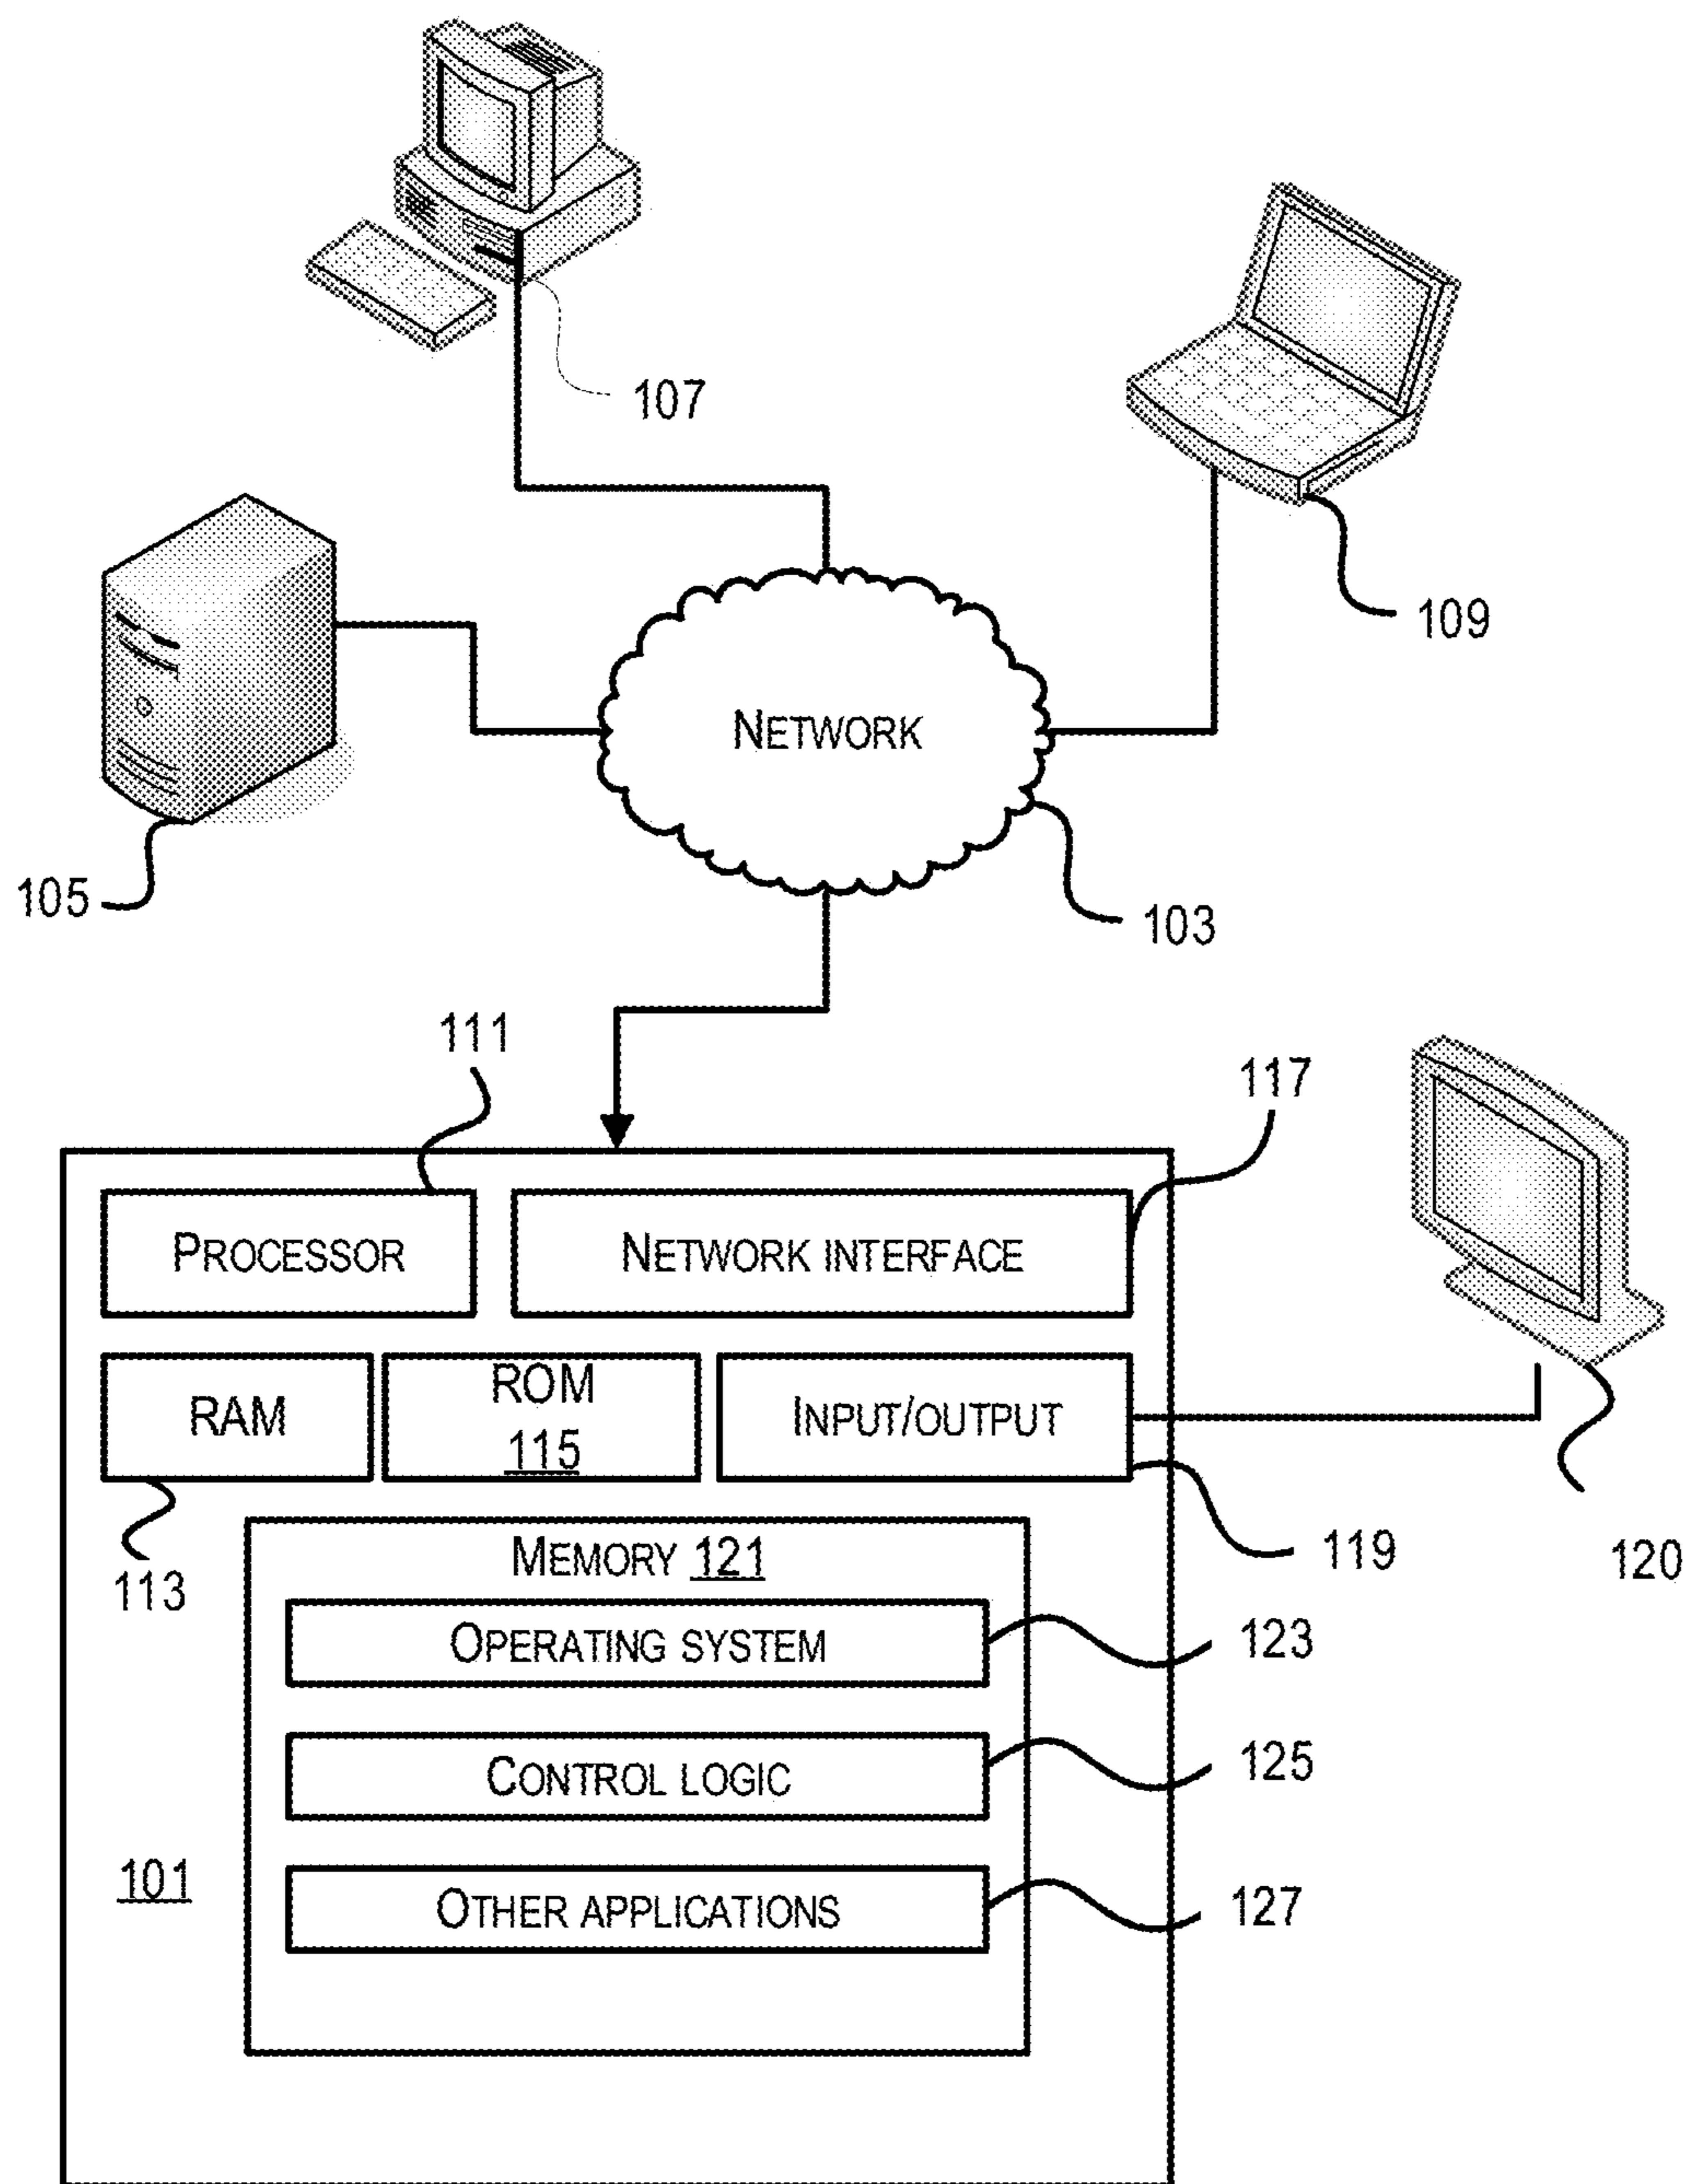 107
109
NETWORK
105
103
111
117
PROCESSOR
NETWORK INTERFACE
RAM
ROM
115
INPUT/OUTPUT
113
119
120
MEMORY 121
OPERATING SYSTEM
123
CONTROL LOGIC
125
101
OTHER APPLICATIONS
127